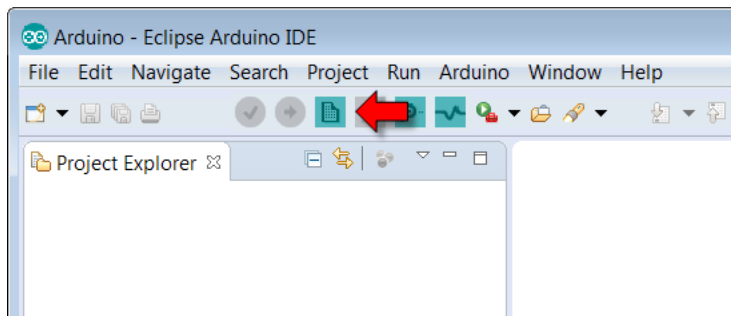 Arduino - Eclipse Arduino IDE
File Edit Navigate Search Project Run Arduino Window Help
Project Explorer